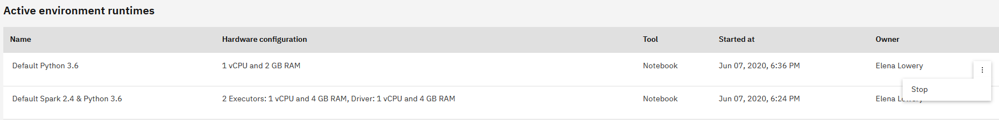 Active environment runtimes
Name Hardware configuration Tool Started at Owner
Default Python 3.6 1 vCPU and 2 GB RAM Notebook Jun 07, 2020, 6:36 PM Elena Lowery
Stop
Default Spark 2.4 & Python 3.6 2 Executors: 1 vCPU and 4 GB RAM, Driver: 1 vCPU and 4 GB RAM Notebook Jun 07, 2020, 6:24 PM Elena Lowery